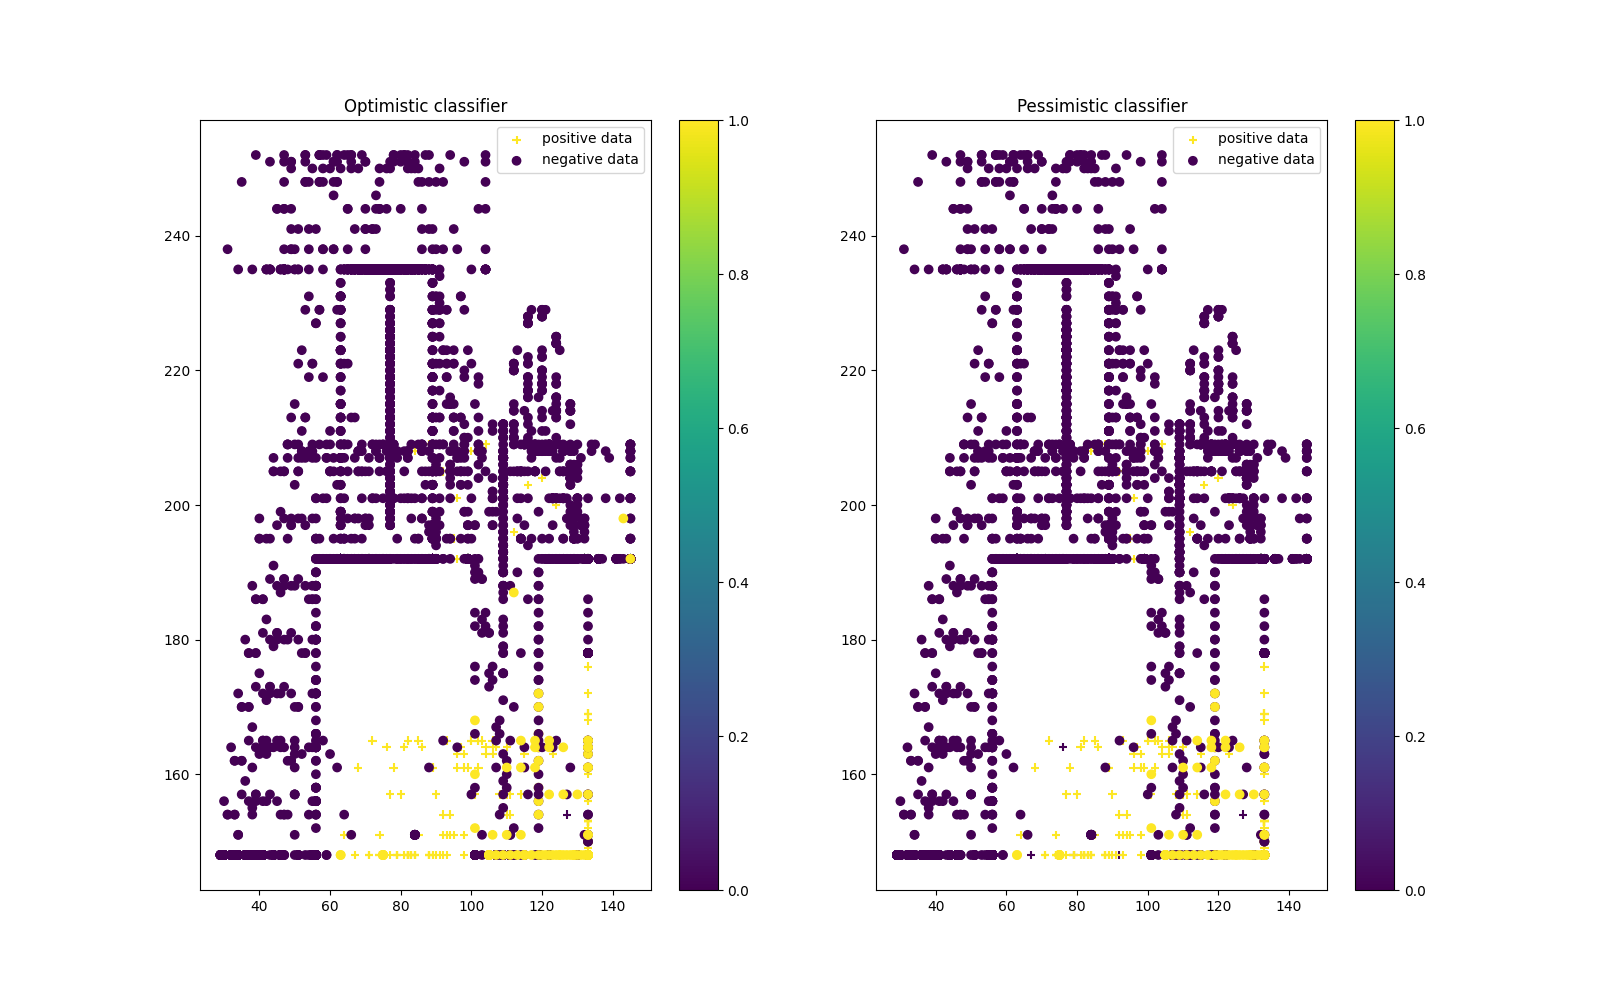 Optimistic classifier
positive data
negative data
240
220
200
180
160
40 60 80 100 120 140
1.0
0.8
0.6
0.4
0.2
0.0
Pessimistic classifier
positive data
negative data
240
220
200
180
160
40 60 80 100 120 140
1.0
0.8
0.6
0.4
0.2
0.0